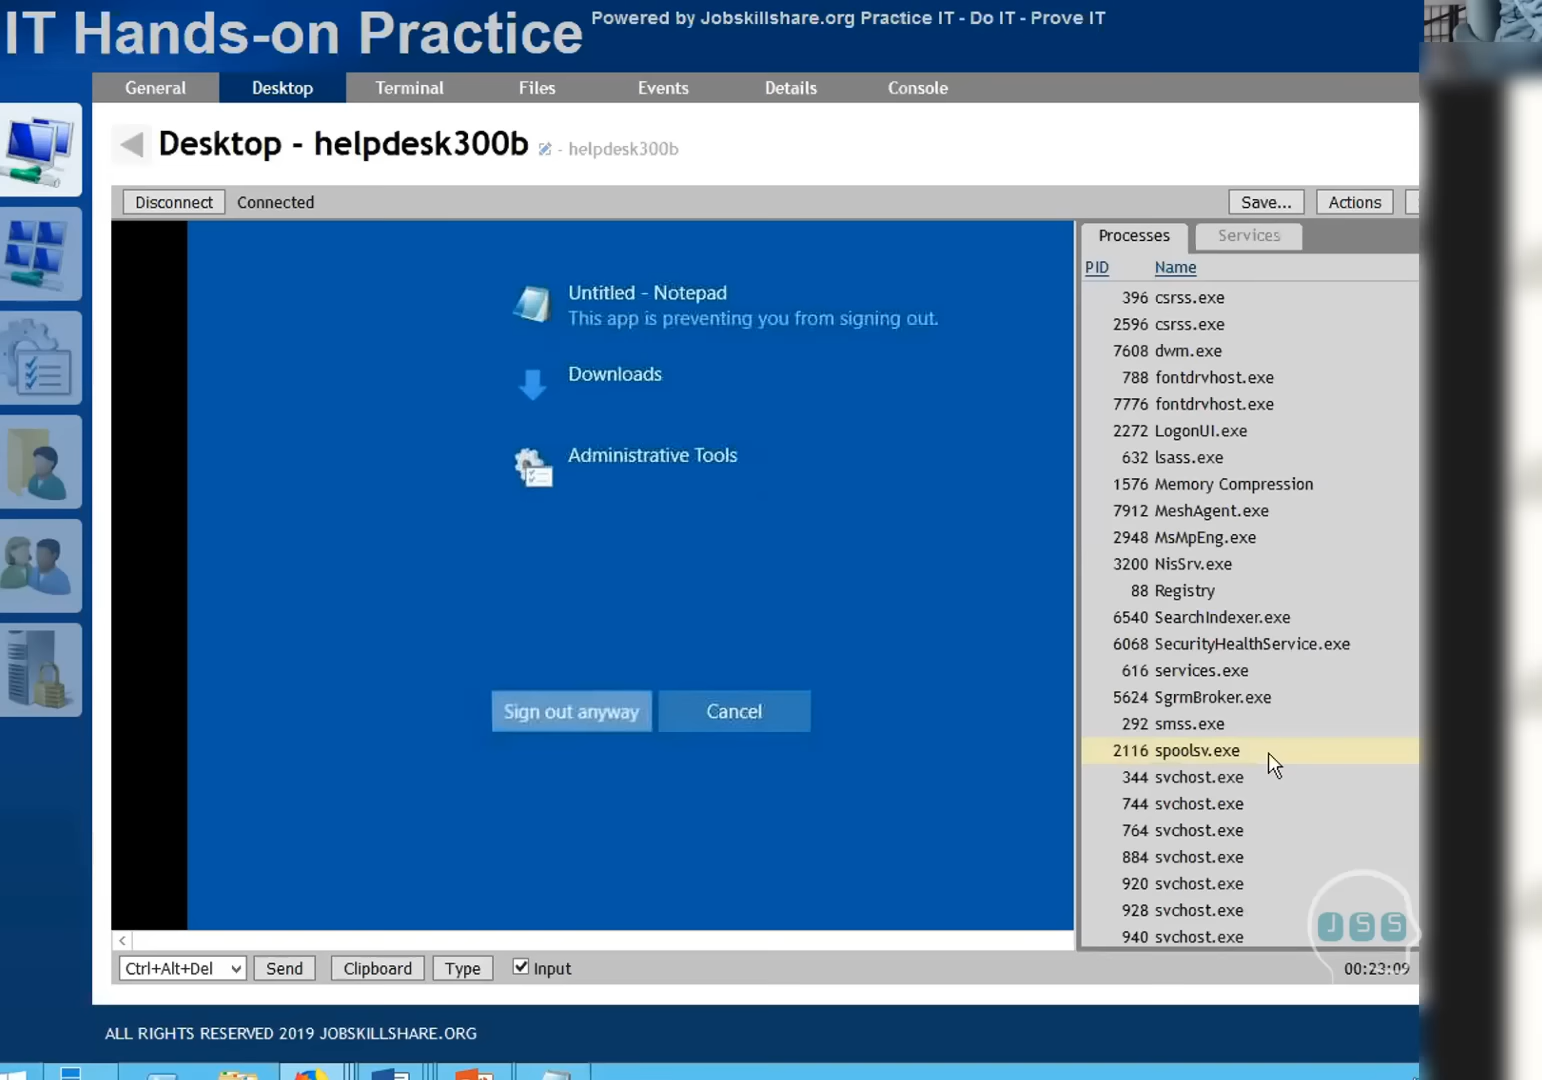 IT Hands-on Practice
Powered by Jobskillshare.org Practice IT - Do IT - Prove IT
General Desktop Terminal Files Events Details Console
Desktop - helpdesk300b - helpdesk300b
Disconnect Connected Save... Actions
Untitled - Notepad
This app is preventing you from signing out.
Downloads
Administrative Tools
Sign out anyway Cancel
Processes Services
PID Name
396 csrss.exe
2596 csrss.exe
7608 dwm.exe
788 fontdrvhost.exe
7776 fontdrvhost.exe
2272 LogonUI.exe
632 lsass.exe
1576 Memory Compression
7912 MeshAgent.exe
2948 MsMpEng.exe
3200 NisSrv.exe
88 Registry
6540 SearchIndexer.exe
6068 SecurityHealthService.exe
616 services.exe
5624 SgrmBroker.exe
292 smss.exe
2116 spoolsv.exe
344 svchost.exe
744 svchost.exe
764 svchost.exe
884 svchost.exe
920 svchost.exe
928 svchost.exe
940 svchost.exe
JSS
Ctrl+Alt+Del Send Clipboard Type Input 00:23:09
ALL RIGHTS RESERVED 2019 JOBSKILLSHARE.ORG